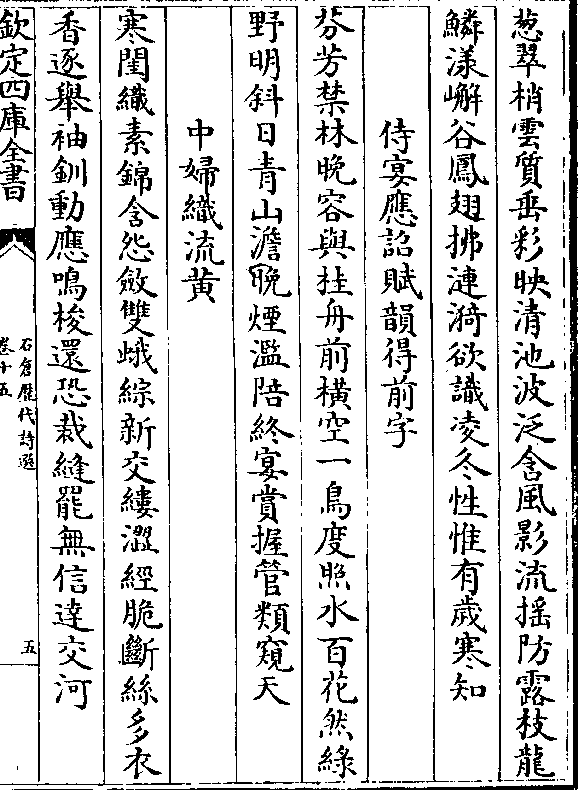 葱翠梢雲質垂彩映清池波泛含風影流揺防露枝龍
鱗漾嶰谷鳳翅拂漣漪欲識凌冬性惟有歲寒知
侍宴應詔賦韻得前字
芬芳禁林晚容與桂舟前横空一鳥度照水百花然緑
野明斜日青山澹晚煙濫陪終宴賞握管類窺天
中婦織流黄
寒閨織素錦含怨斂雙蛾綜新交縷澀經脆斷絲多衣
香逐舉袖釧動應鳴梭還恐裁縫罷無信達交河
欽定四庫全書
石倉歷代詩選
卷十五
五